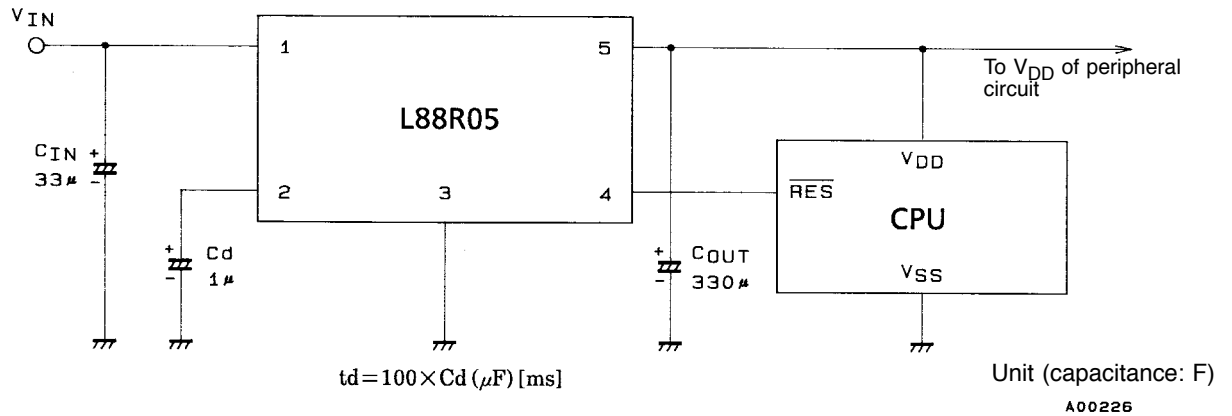 VIN
1
5
To VDD of peripheral
circuit
L88R05
CIN
33μ
+
-
VDD
2
3
4
RES
CPU
+
-
Cd
1μ
+
-
COUT
330μ
VSS
td=100×Cd(μF)[ms]
Unit (capacitance: F)
A00226